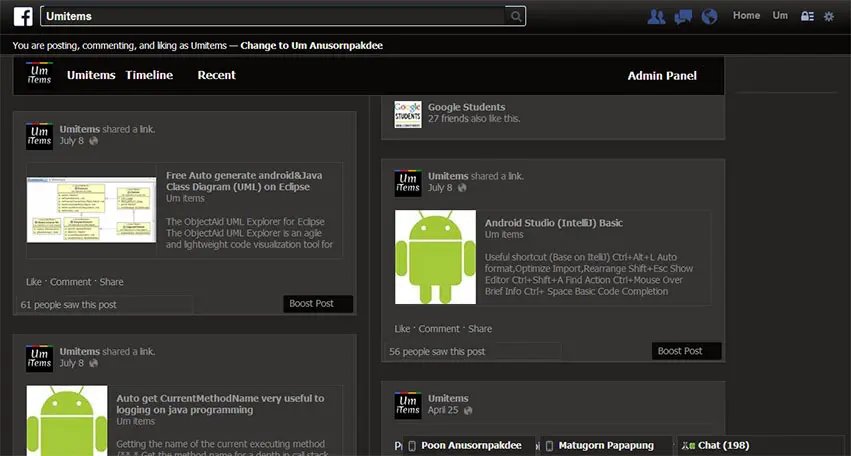 Umitems
Home Um
You are posting, commenting, and liking as Umitems — Change to Um Anusornpakdee
Um
iTems
Umitems Timeline Recent Admin Panel
Um
iTems
Umitems shared a link.
July 8
Free Auto generate android&Java
Class Diagram (UML) on Eclipse
Um items
The ObjectAid UML Explorer for Eclipse
The ObjectAid UML Explorer is an agile
and lightweight code visualization tool for
Like · Comment · Share
61 people saw this post
Boost Post
Um
iTems
Umitems shared a link.
July 8
Auto get CurrentMethodName very useful to
logging on java programming
Um items
Getting the name of the current executing method
/** * Get the method name for a depth in call stack.
Google
STUDENTS
Google Students
27 friends also like this.
Um
iTems
Umitems shared a link.
July 8
Android Studio (IntelliJ) Basic
Um items
Useful shortcut (Base on ItelliJ) Ctrl+Alt+L Auto
format,Optimize Import,Rearrange Shift+Esc Show
Editor Ctrl+Shft+A Find Action Ctrl+Mouse Over
Brief Info Ctrl+ Space Basic Code Completion
Like · Comment · Share
56 people saw this post
Boost Post
Um
iTems
Umitems
April 25
Poon Anusornpakdee
Matugorn Papapung
Chat (198)